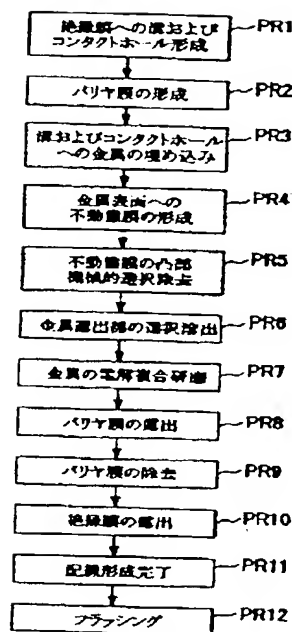 絶縁膜への溝および
コンタクトホール形成
PR1
バリヤ膜の形成
PR2
溝およびコンタクトホール
への金属の埋め込み
PR3
金属表面への
不動態膜の形成
PR4
不動態膜の凸部
機械的選択除去
PR5
金属露出部の選択溶出
PR6
金属の電解複合研磨
PR7
バリヤ膜の露出
PR8
バリヤ膜の除去
PR9
絶縁膜の露出
PR10
配線形成完了
PR11
フラッシング
PR12